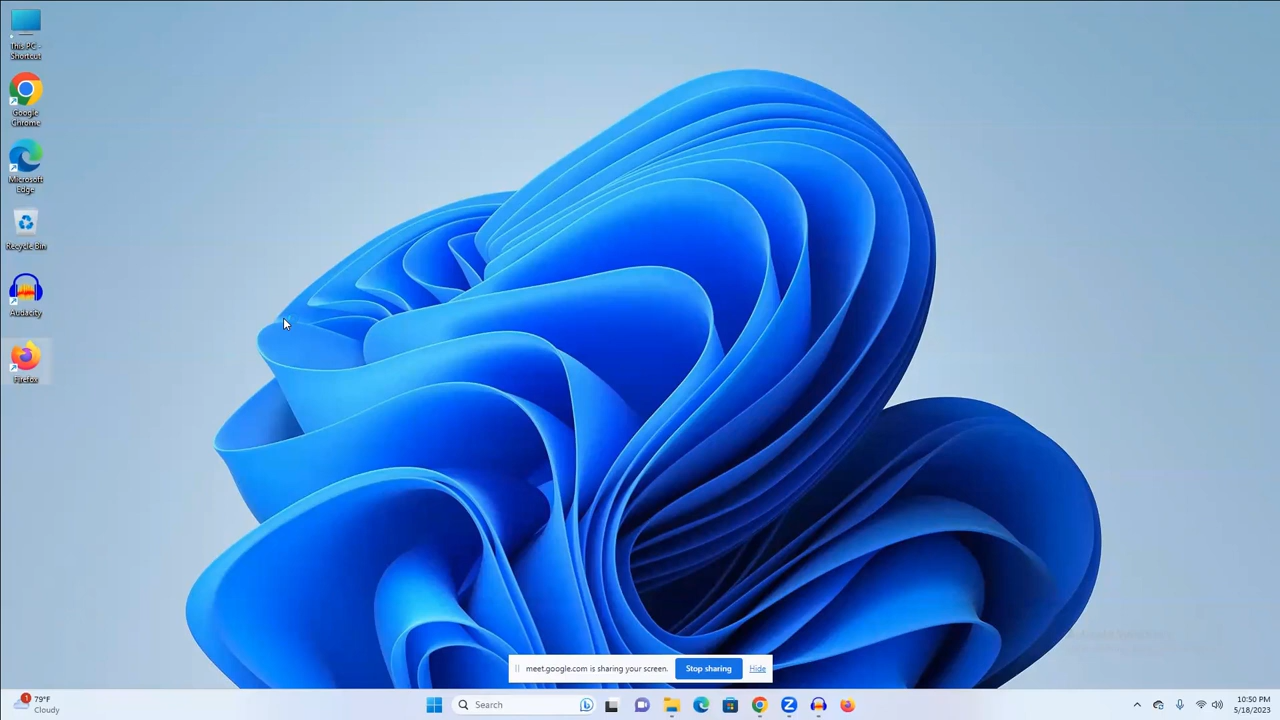 This PC -
Shortcut
Google
Chrome
Microsoft
Edge
Recycle Bin
Audacity
Firefox
meet.google.com is sharing your screen.
Stop sharing
Hide
1
79°F
Cloudy
Search
10:50 PM
5/18/2023